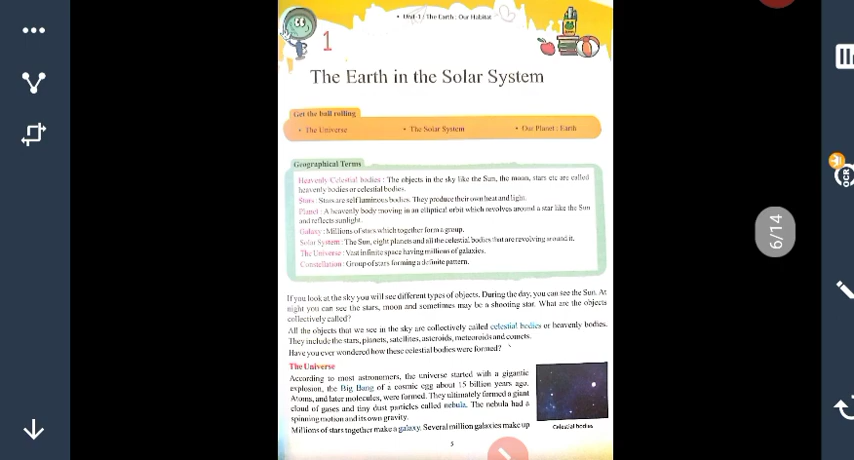 • Unit-1 / The Earth : Our Habitat •
1
The Earth in the Solar System
Get the ball rolling
• The Universe • The Solar System • Our Planet : Earth
Geographical Terms
Heavenly/Celestial bodies : The objects in the sky like the Sun, the moon, stars etc are called
heavenly bodies or celestial bodies.
Stars : Stars are self luminous bodies. They produce their own heat and light.
Planet : A heavenly body moving in an elliptical orbit which revolves around a star like the Sun
and reflects sunlight.
Galaxy : Millions of stars which together form a group.
Solar System : The Sun, eight planets and all the celestial bodies that are revolving around it.
The Universe : Vast infinite space having millions of galaxies.
Constellation : Group of stars forming a definite pattern.
If you look at the sky you will see different types of objects. During the day, you can see the Sun. At
night you can see the stars, moon and sometimes may be a shooting star. What are the objects
collectively called?
All the objects that we see in the sky are collectively called celestial bodies or heavenly bodies.
They include the stars, planets, satellites, asteroids, meteoroids and comets.
Have you ever wondered how these celestial bodies were formed?
The Universe
According to most astronomers, the universe started with a gigantic
explosion, the Big Bang of a cosmic egg about 15 billion years ago.
Atoms, and later molecules, were formed. They ultimately formed a giant
cloud of gases and tiny dust particles called nebula. The nebula had a
spinning motion and its own gravity.
Millions of stars together make a galaxy. Several million galaxies make up
Celestial bodies
5
6/14
OCR